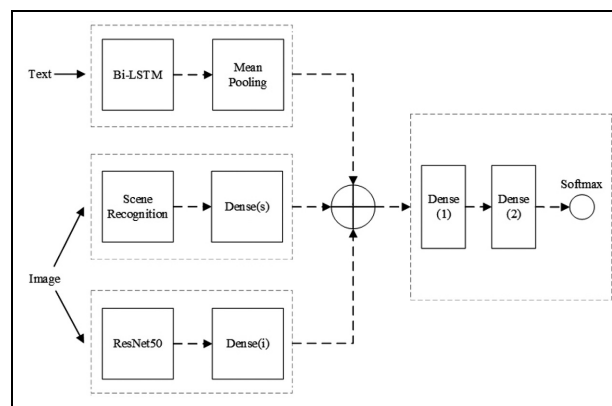 Text
Bi-LSTM
Mean
Pooling
Scene
Recognition
Dense(s)
Image
ResNet50
Dense(i)
Dense
(1)
Dense
(2)
Softmax